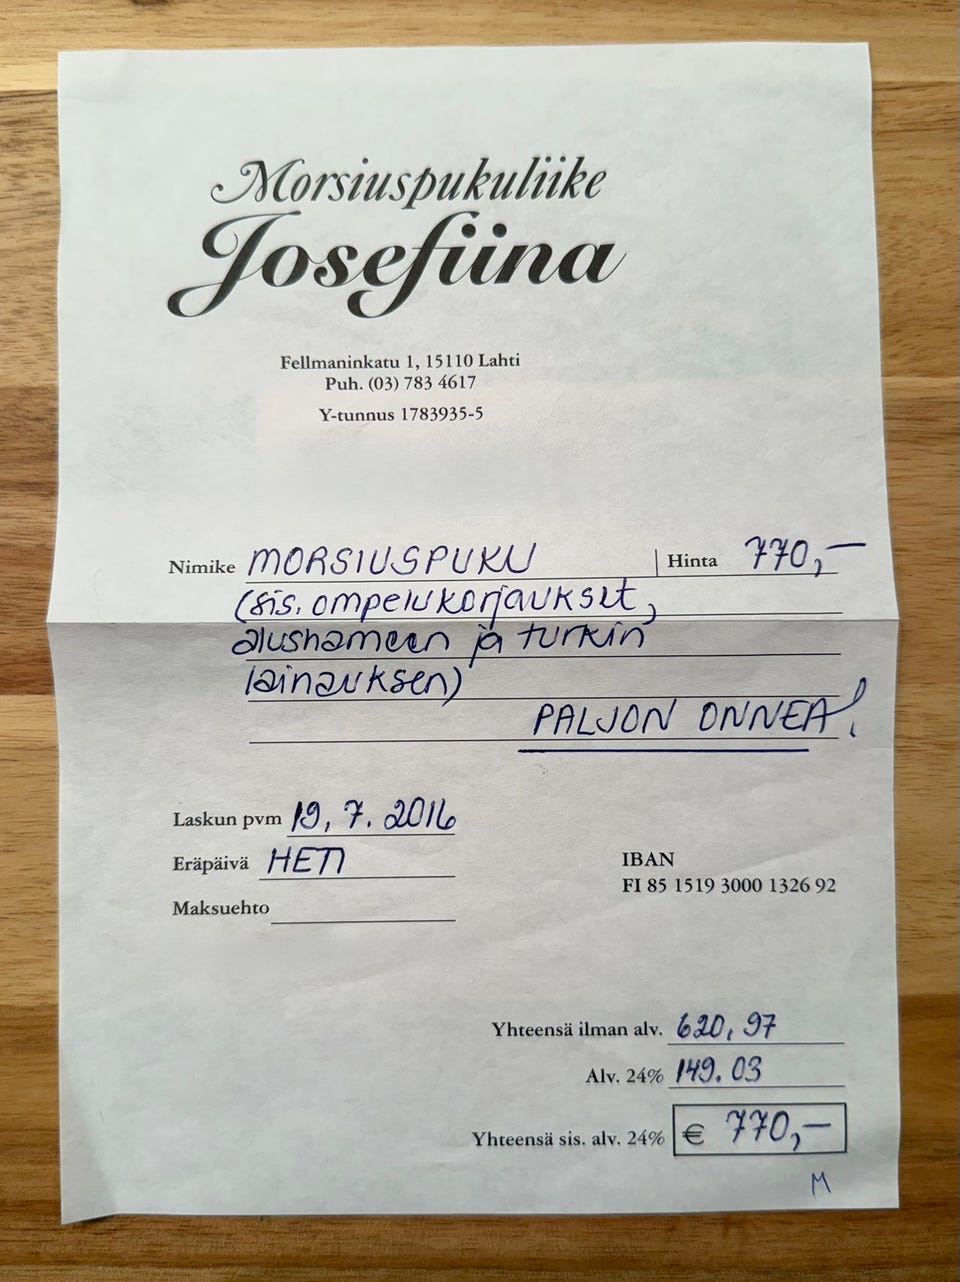 Morsiuspukuliike
Josefiina
Fellmaninkatu 1, 15110 Lahti
Puh. (03) 783 4617
Y-tunnus 1783935-5
Nimike MORSIUSPUKU Hinta 770,—
(sis. ompelukorjaukset,
alushameen ja turkin
lainauksen)
PALJON ONNEA!
Laskun pvm 19.7.2016
Eräpäivä HETI
Maksuehto
IBAN
FI 85 1519 3000 1326 92
Yhteensä ilman alv. 620,97
Alv. 24% 149.03
Yhteensä sis. alv. 24% € 770,—
M